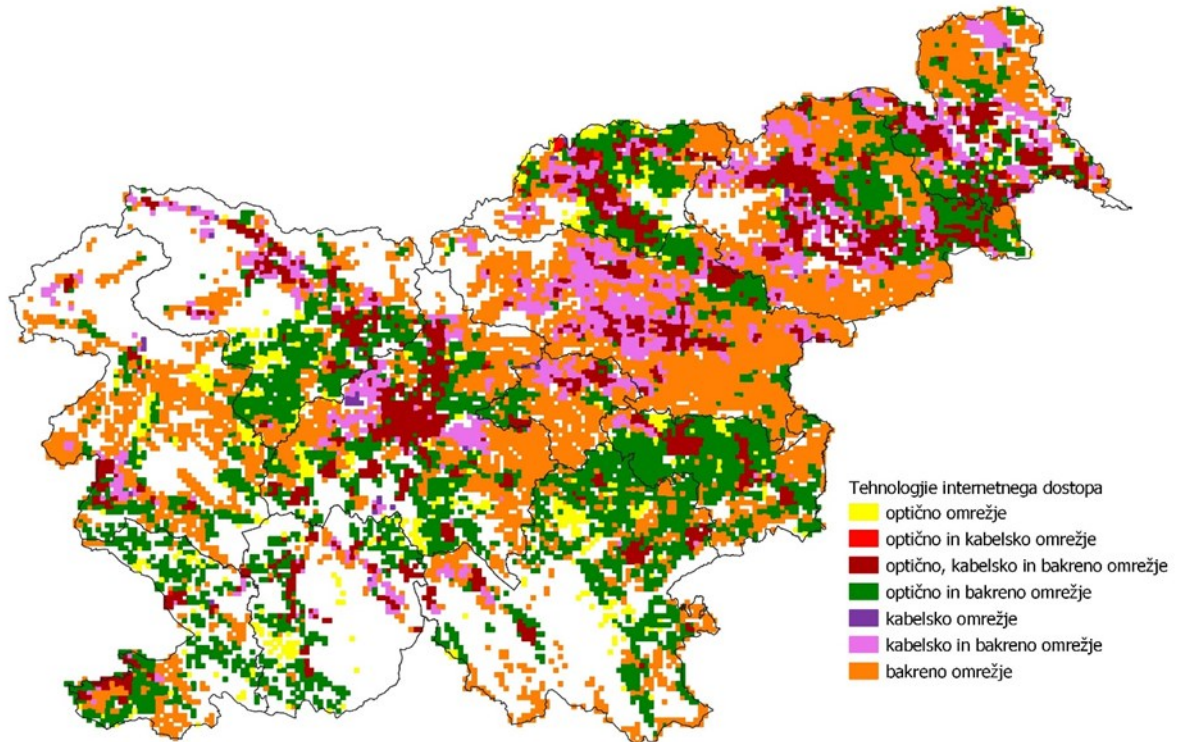 Tehnologjie internetnega dostopa
optično omrežje
optično in kabelsko omrežje
optično, kabelsko in bakreno omrežje
optično in bakreno omrežje
kabelsko omrežje
kabelsko in bakreno omrežje
bakreno omrežje